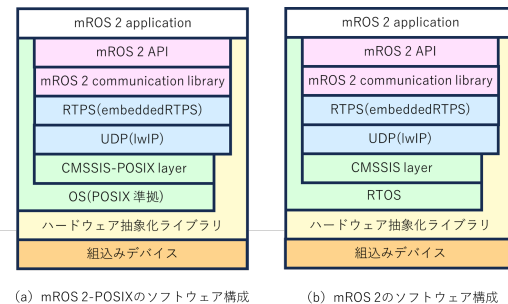 mROS 2 application
mROS 2 API
mROS 2 communication library
RTPS(embeddedRTPS)
UDP(lwIP)
CMSSIS-POSIX layer
OS(POSIX 準拠)
ハードウェア抽象化ライブラリ
組込みデバイス
(a) mROS 2-POSIXのソフトウェア構成
mROS 2 application
mROS 2 API
mROS 2 communication library
RTPS(embeddedRTPS)
UDP(lwIP)
CMSSIS layer
RTOS
ハードウェア抽象化ライブラリ
組込みデバイス
(b) mROS 2のソフトウェア構成